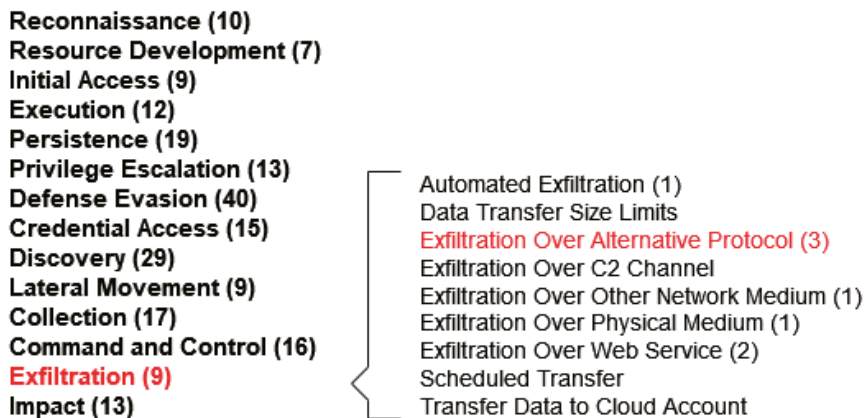 Reconnaissance (10)
Resource Development (7)
Initial Access (9)
Execution (12)
Persistence (19)
Privilege Escalation (13)
Defense Evasion (40)
Credential Access (15)
Discovery (29)
Lateral Movement (9)
Collection (17)
Command and Control (16)
Exfiltration (9)
Impact (13)
Automated Exfiltration (1)
Data Transfer Size Limits
Exfiltration Over Alternative Protocol (3)
Exfiltration Over C2 Channel
Exfiltration Over Other Network Medium (1)
Exfiltration Over Physical Medium (1)
Exfiltration Over Web Service (2)
Scheduled Transfer
Transfer Data to Cloud Account